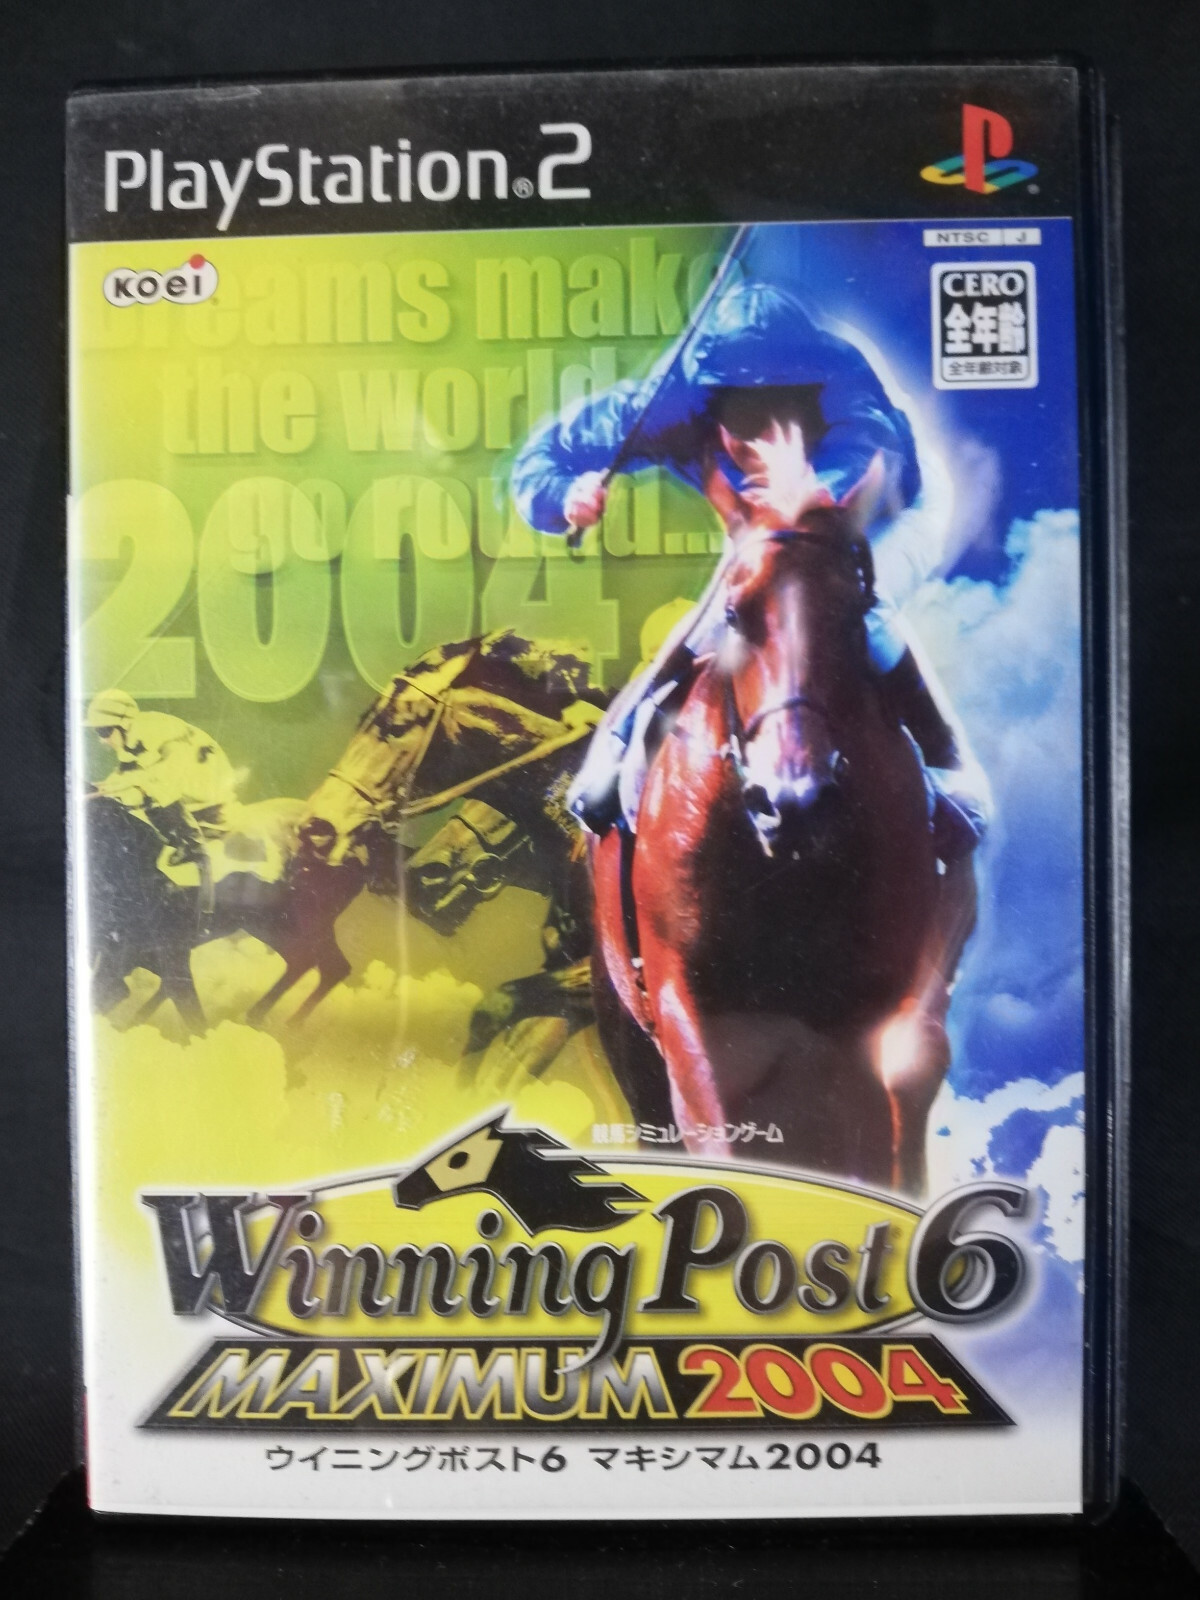 PlayStation®2
NTSC J
KOEI
CERO
全年齢
全年齢対象
Dreams make
the world
go round...
2004
競馬シミュレーションゲーム
Winning Post 6
MAXIMUM 2004
ウイニングポスト6 マキシマム2004